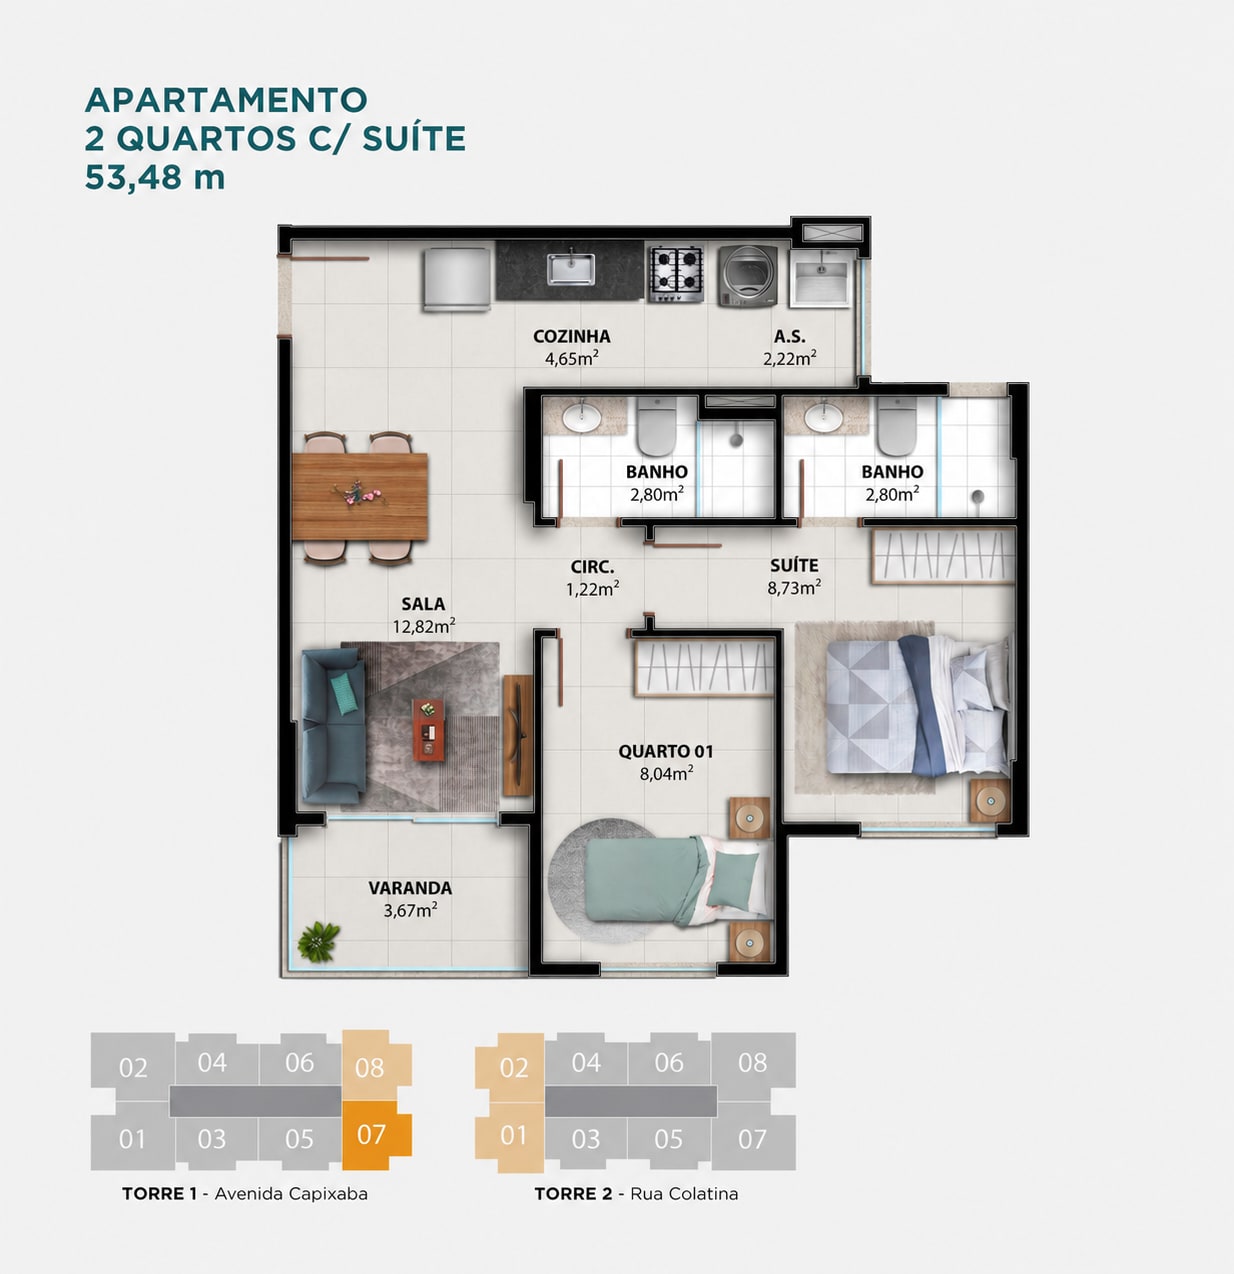 APARTAMENTO
2 QUARTOS C/ SUÍTE
53,48 m
COZINHA
4,65m²
A.S.
2,22m²
BANHO
2,80m²
BANHO
2,80m²
CIRC.
1,22m²
SUÍTE
8,73m²
SALA
12,82m²
QUARTO 01
8,04m²
VARANDA
3,67m²
02 04 06 08
01 03 05 07
TORRE 1 - Avenida Capixaba
02 04 06 08
01 03 05 07
TORRE 2 - Rua Colatina